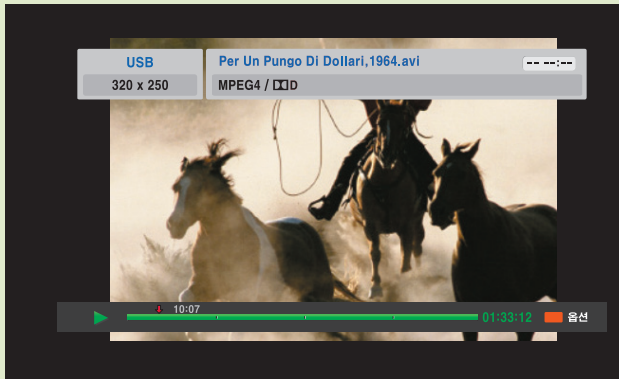 USB
320 x 250
Per Un Pungo Di Dollari,1964.avi
-- --:--
MPEG4 / DD D
10:07
01:33:12
옵션